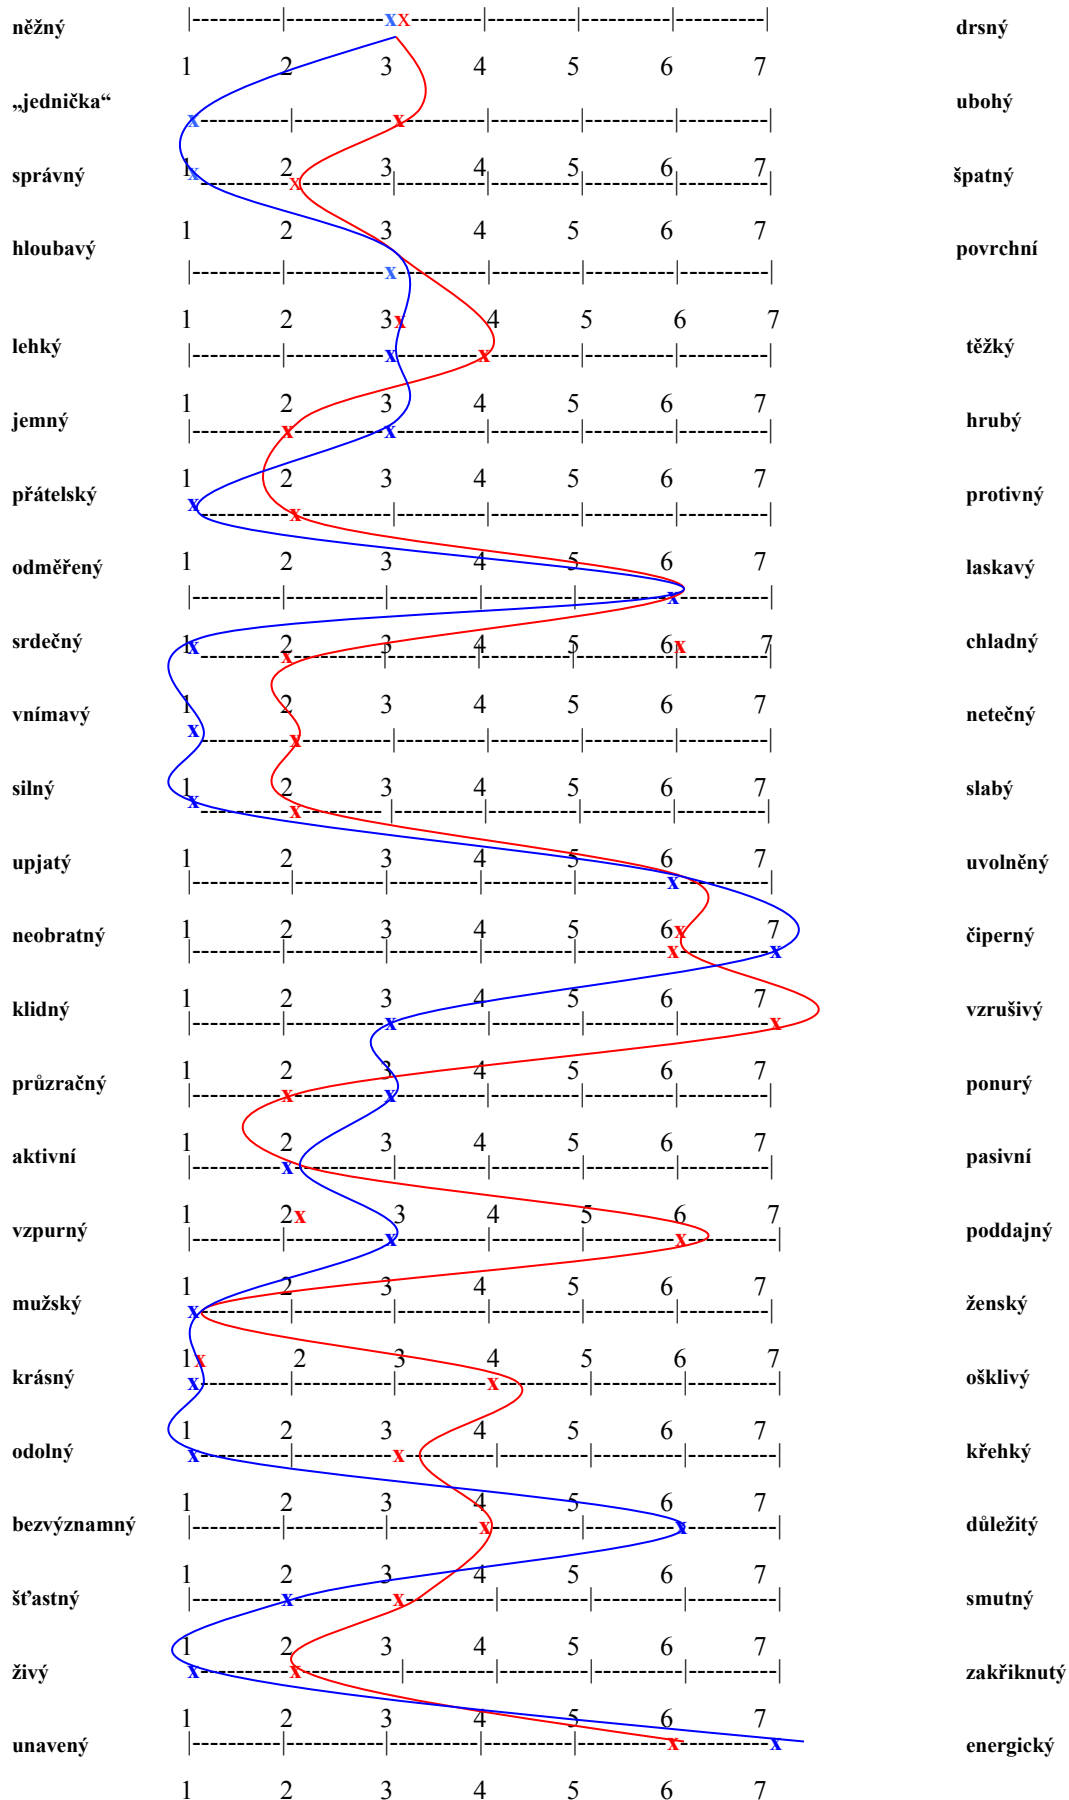 něžný |---------|----------xx---------|---------|---------|---------| drsný
1 2 3 4 5 6 7
„jednička“ x---------|----------x---------|---------|---------|---------| ubohý
1x 2 3 4 5 6 7
správný ---------x---------|---------|---------|---------|---------| špatný
1 2 3 4 5 6 7
hloubavý |---------|----------x---------|---------|---------|---------| povrchní
1 2 3x 4 5 6 7
lehký |---------|----------x---------x---------|---------|---------| těžký
1 2 3 4 5 6 7
jemný |---------x----------x---------|---------|---------|---------| hrubý
1 2 3 4 5 6 7
přátelský x---------x---------|---------|---------|---------|---------| protivný
1 2 3 4 5 6 7
odměřený |---------|---------|---------|---------|---------x---------| laskavý
1x 2 3 4 5 6x 7
srdečný ---------x---------|---------|---------|---------|---------| chladný
1 2 3 4 5 6 7
vnímavý x---------x---------|---------|---------|---------|---------| netečný
1 2 3 4 5 6 7
silný x---------x---------|---------|---------|---------|---------| slabý
1 2 3 4 5 6 7
upjatý |---------|---------|---------|---------|---------x---------| uvolněný
1 2 3 4 5 6x 7
neobratný |---------|---------|---------|---------|---------x---------x čiperný
1 2 3 4 5 6 7
klidný |---------|----------x---------|---------|---------|---------x vzrušivý
1 2 3 4 5 6 7
průzračný |---------x----------x---------|---------|---------|---------| ponurý
1 2 3 4 5 6 7
aktivní |---------x---------|---------|---------|---------|---------| pasivní
1 2x 3 4 5 6 7
vzpurný |---------|----------x---------|---------|---------x---------| poddajný
1 2 3 4 5 6 7
mužský x---------|---------|---------|---------|---------|---------| ženský
1x 2 3 4 5 6 7
krásný x---------|---------|---------x---------|---------|---------| ošklivý
1 2 3 4 5 6 7
odolný x---------|----------x---------|---------|---------|---------| křehký
1 2 3 4 5 6 7
bezvýznamný |---------|---------|---------x---------|---------x---------| důležitý
1 2 3 4 5 6 7
šťastný |---------x----------x---------|---------|---------|---------| smutný
1 2 3 4 5 6 7
živý x---------x---------|---------|---------|---------|---------| zakřiknutý
1 2 3 4 5 6 7
unavený |---------|---------|---------|---------|---------x---------x energický
1 2 3 4 5 6 7